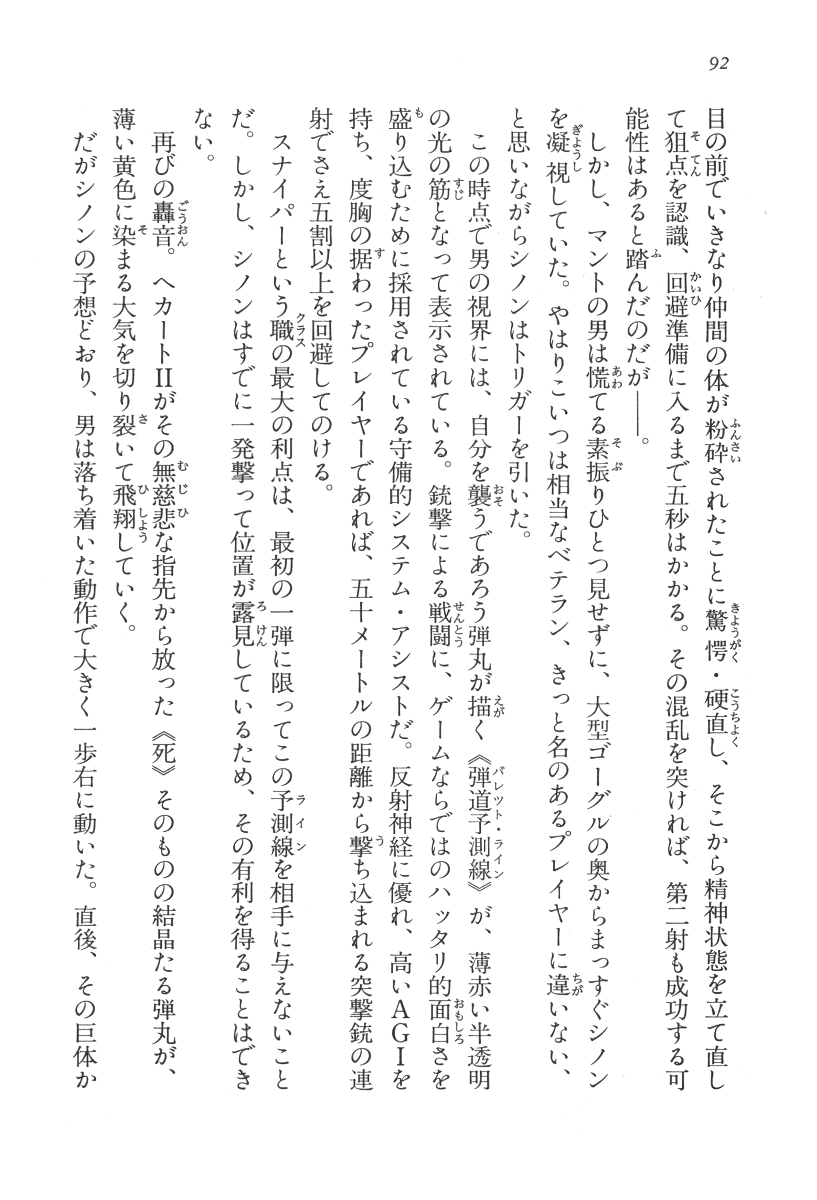 92
目の前でいきなり仲間の体が粉砕されたことに驚愕・硬直し、そこから精神状態を立て直し
て狙点を認識、回避準備に入るまで五秒はかかる。その混乱を突ければ、第二射も成功する可
能性はあると踏んだのだが――。
しかし、マントの男は慌てる素振りひとつ見せずに、大型ゴーグルの奥からまっすぐシノン
を凝視していた。やはりこいつは相当なベテラン、きっと名のあるプレイヤーに違いない、
と思いながらシノンはトリガーを引いた。
この時点で男の視界には、自分を襲うであろう弾丸が描く《弾道予測線》が、薄赤い半透明
の光の筋となって表示されている。銃撃による戦闘に、ゲームならではのハッタリ的面白さを
盛り込むために採用されている守備的システム・アシストだ。反射神経に優れ、高いAGIを
持ち、度胸の据わったプレイヤーであれば、五十メートルの距離から撃ち込まれる突撃銃の連
射でさえ五割以上を回避してのける。
スナイパーという職の最大の利点は、最初の一弾に限ってこの予測線を相手に与えないこと
だ。しかし、シノンはすでに一発撃って位置が露見しているため、その有利を得ることはでき
ない。
再びの轟音。ヘカートIIがその無慈悲な指先から放った《死》そのものの結晶たる弾丸が、
薄い黄色に染まる大気を切り裂いて飛翔していく。
だがシノンの予想どおり、男は落ち着いた動作で大きく一歩右に動いた。直後、その巨体か